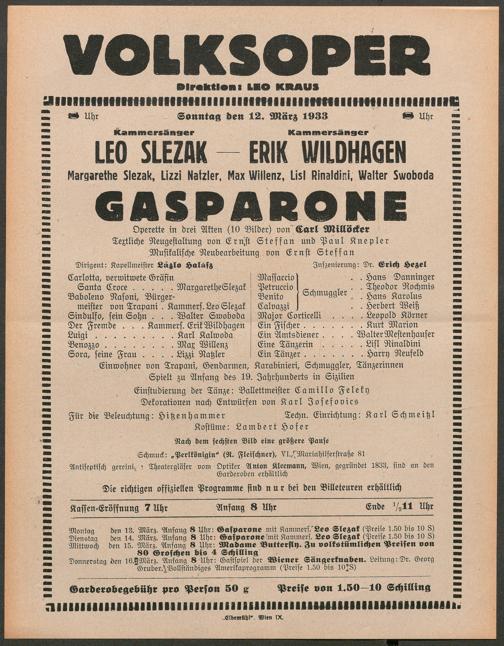 VOLKSOPER
Direktion: LEO KRAUS
Uhr Sonntag den 12. März 1933 Uhr
Kammersänger Kammersänger
LEO SLEZAK — ERIK WILDHAGEN
Margarethe Slezak, Lizzi Natzler, Max Willenz, Lisl Rinaldini, Walter Swoboda
GASPARONE
Operette in drei Akten (10 Bilder) von Carl Millöcker
Textliche Neugestaltung von Ernst Steffan und Paul Knepler
Musikalische Neubearbeitung von Ernst Steffan
Dirigent: Kapellmeister Lázlo Halász Inszenierung: Dr. Erich Hezel
Carlotta, verwitwete Gräfin
Santa Croce . . . . . Margarethe Slezak
Baboleno Nasoni, Bürger-
meister von Trapani . Kammers. Leo Slezak
Sindulfo, sein Sohn . . Walter Swoboda
Der Fremde . . . Kammers. Erik Wildhagen
Luigi . . . . . . . Karl Kalwoda
Benozzo . . . . . . Max Willenz
Sora, seine Frau . . . . Lizzi Natzler
Massaccio . . Hans Danninger
Petruccio . . Theodor Rochmis
Benito Schmuggler . . Hans Karolus
Calvozzi . . Herbert Weiß
Major Corticelli . . . Leopold Körner
Ein Fischer . . . . . Kurt Marion
Ein Amtsdiener . . Walter Mestenhauser
Eine Tänzerin . . . . Lisl Rinaldini
Ein Tänzer . . . . . Harry Neufeld
Einwohner von Trapani, Gendarmen, Karabinieri, Schmuggler, Tänzerinnen
Spielt zu Anfang des 19. Jahrhunderts in Sizilien
Einstudierung der Tänze: Ballettmeister Camillo Feleky
Dekorationen nach Entwürfen von Karl Josefovics
Für die Beleuchtung: Hitzenhammer Techn. Einrichtung: Karl Schmeitzl
Kostüme: Lambert Hofer
Nach dem sechsten Bild eine größere Pause
Schmuck: „Perlkönigin" (R. Fleischner), VI., Mariahilferstraße 81
Antiseptisch gereini. Theatergläser vom Optiker Anton Kleemann, Wien, gegründet 1833, sind an den
Garderoben erhältlich
Die richtigen offiziellen Programme sind nur bei den Billeteuren erhältlich
Kassen-Eröffnung 7 Uhr Anfang 8 Uhr Ende ½11 Uhr
Montag den 13. März. Anfang 8 Uhr: Gasparone mit Kammers. Leo Slezak (Preise 1.50 bis 10 S)
Dienstag den 14. März. Anfang 8 Uhr: Gasparone mit Kammers. Leo Slezak (Preise 1.50 bis 10 S)
Mittwoch den 15. März. Anfang 8 Uhr: Madame Butterfly. Zu volkstümlichen Preisen von
80 Groschen bis 4 Schilling
Donnerstag den 16. März. Anfang 8 Uhr: Gastspiel der Wiener Sängerknaben. Leitung: Dr. Georg
Gruber. Vollständiges Amerikaprogramm (Preise 1.50 bis 10 S)
Garderobegebühr pro Person 50 g Preise von 1.50—10 Schilling
„Elbemühl", Wien IX.